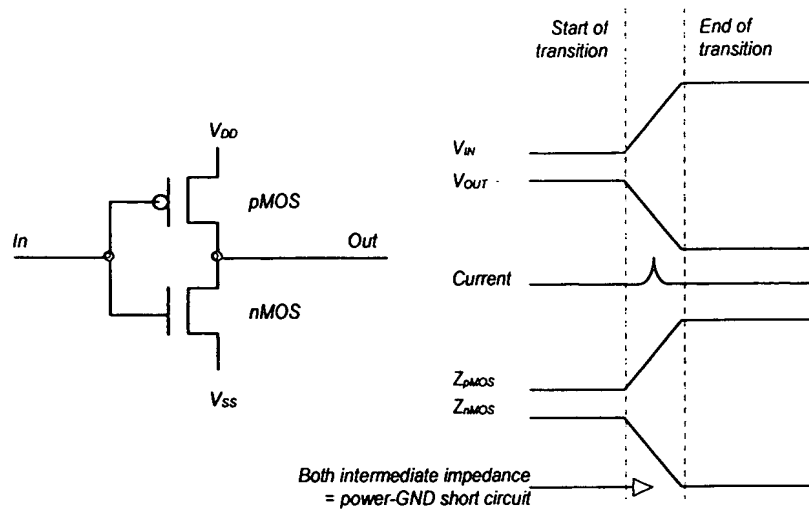 Start of
transition
End of
transition
VDD
pMOS
In
Out
nMOS
VSS
VIN
VOUT
Current
ZpMOS
ZnMOS
Both intermediate impedance
= power-GND short circuit